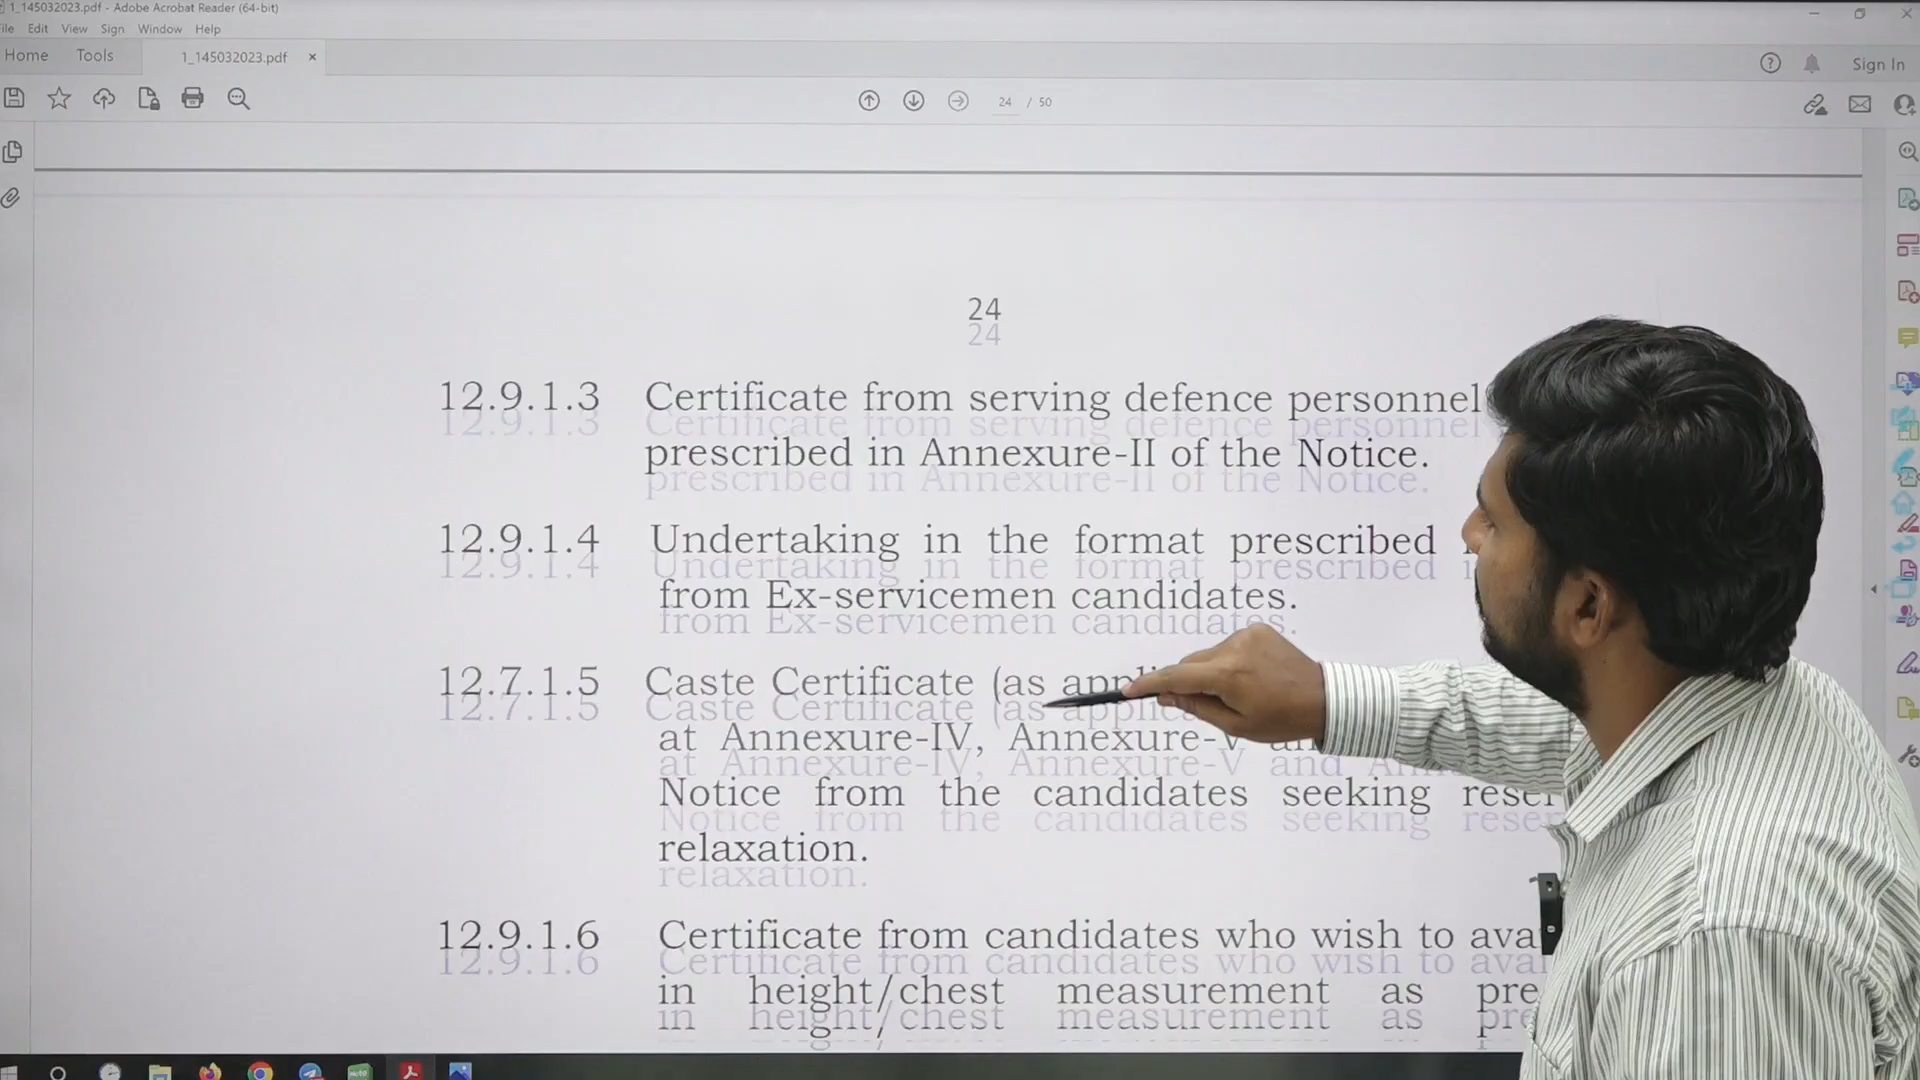 1_145032023.pdf - Adobe Acrobat Reader (64-bit)
Edit View Sign Window Help
Home Tools 1_145032023.pdf ×
Sign In
24 / 50
24
12.9.1.3 Certificate from serving defence personnel
prescribed in Annexure-II of the Notice.
12.9.1.4 Undertaking in the format prescribed
from Ex-servicemen candidates.
12.7.1.5 Caste Certificate (as
at Annexure-IV, Annexure-V and
Notice from the candidates seeking
relaxation.
12.9.1.6 Certificate from candidates who wish to
in height/chest measurement as